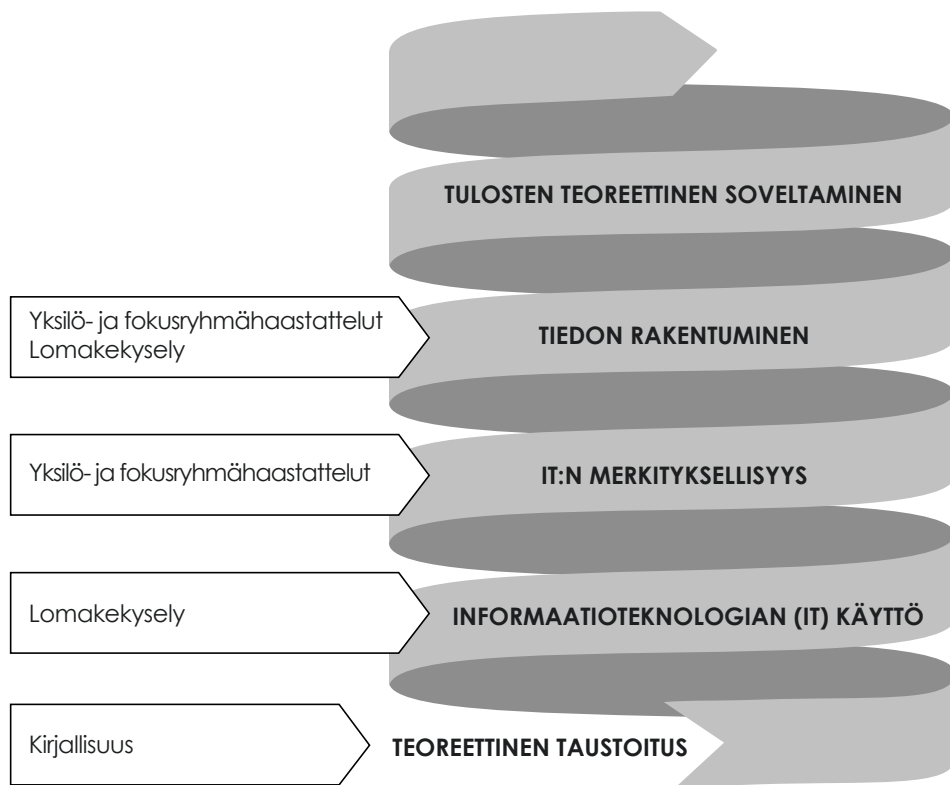 TULOSTEN TEOREETTINEN SOVELTAMINEN
Yksilö- ja fokusryhmähaastattelut
Lomakekysely
TIEDON RAKENTUMINEN
Yksilö- ja fokusryhmähaastattelut
IT:N MERKITYKSELLISYYS
Lomakekysely
INFORMAATIOTEKNOLOGIAN (IT) KÄYTTÖ
Kirjallisuus
TEOREETTINEN TAUSTOITUS